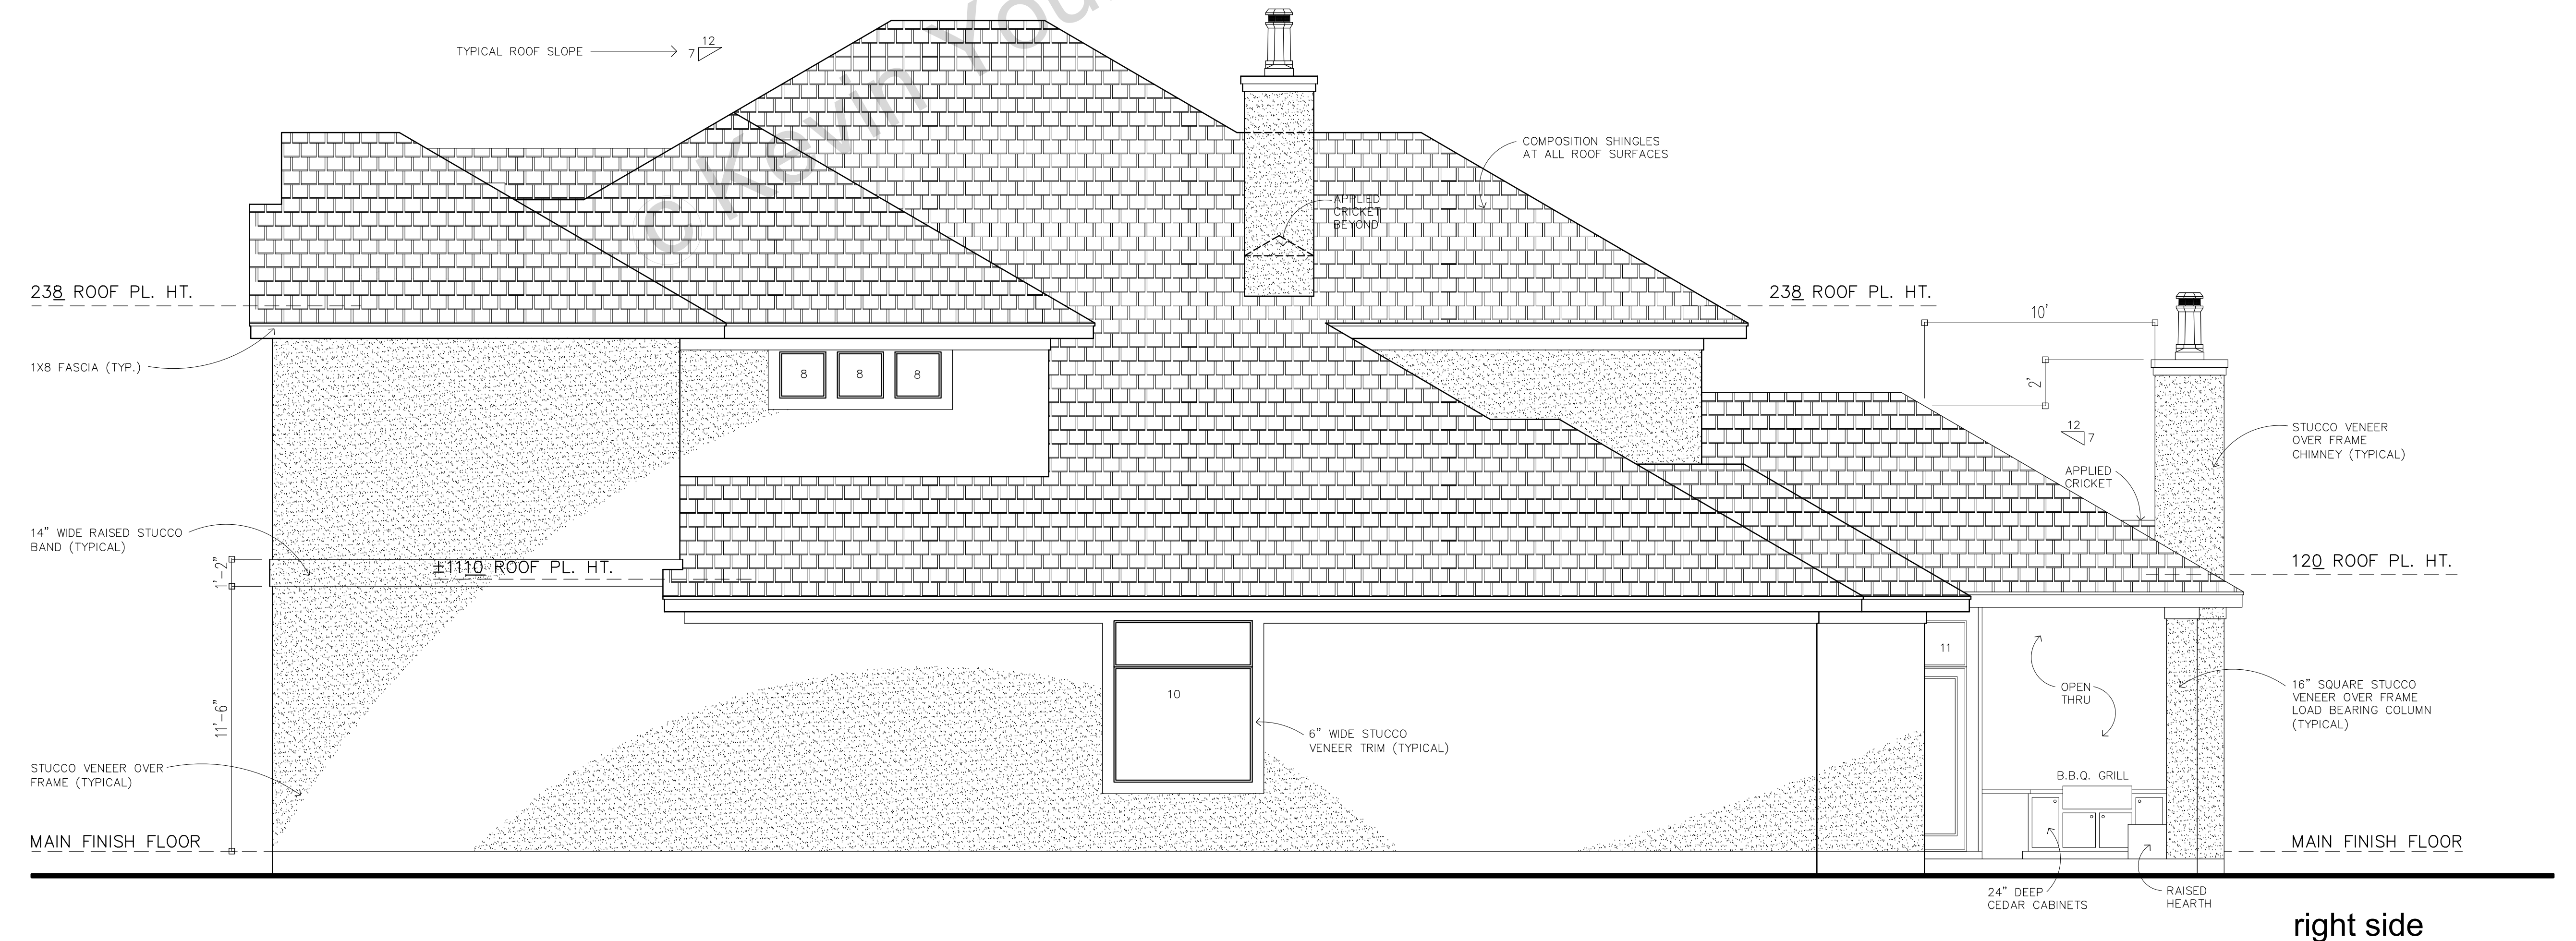 © Kevin You
TYPICAL ROOF SLOPE
12
7
COMPOSITION SHINGLES
AT ALL ROOF SURFACES
APPLIED
CRICKET
BEYOND
238 ROOF PL. HT.
238 ROOF PL. HT.
10'
2'
1X8 FASCIA (TYP.)
8
8
8
12
7
STUCCO VENEER
OVER FRAME
CHIMNEY (TYPICAL)
APPLIED
CRICKET
14" WIDE RAISED STUCCO
BAND (TYPICAL)
1'-2"
±1110 ROOF PL. HT.
120 ROOF PL. HT.
11'-6"
10
11
OPEN
THRU
16" SQUARE STUCCO
VENEER OVER FRAME
LOAD BEARING COLUMN
(TYPICAL)
6" WIDE STUCCO
VENEER TRIM (TYPICAL)
STUCCO VENEER OVER
FRAME (TYPICAL)
B.B.Q. GRILL
MAIN FINISH FLOOR
MAIN FINISH FLOOR
24" DEEP
CEDAR CABINETS
RAISED
HEARTH
right side